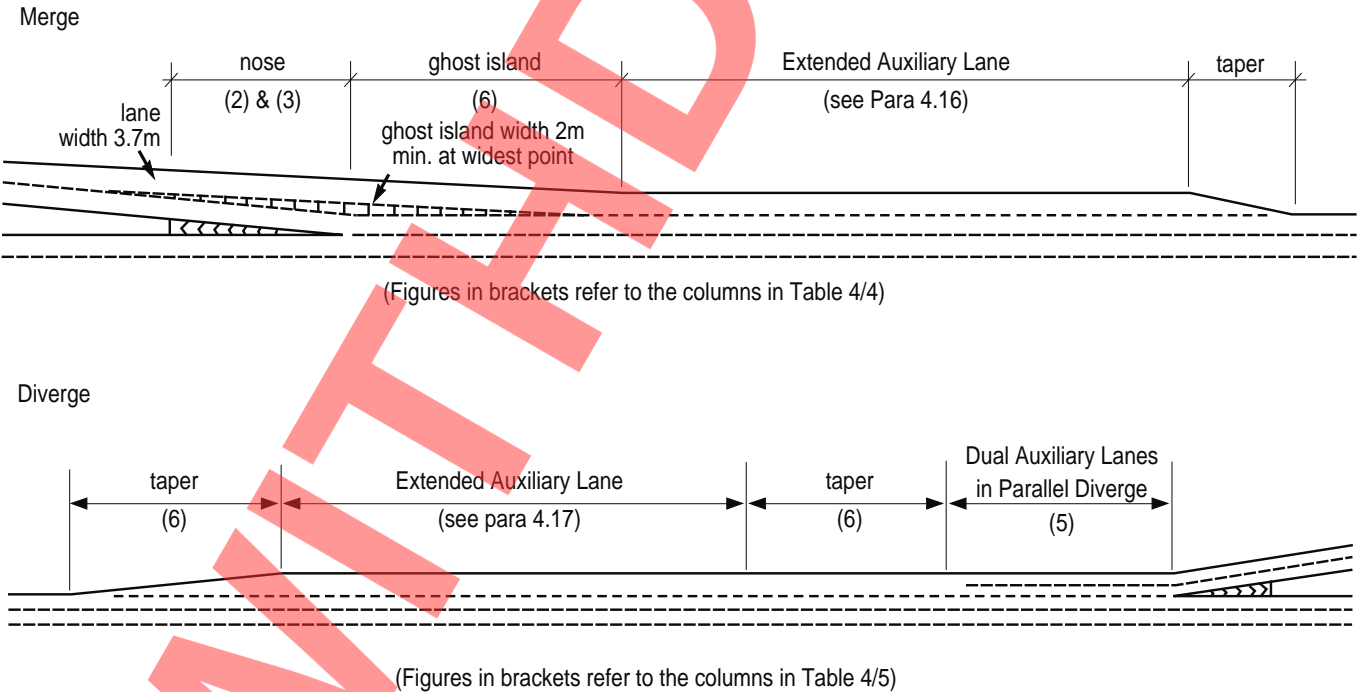 Merge
nose
ghost island
Extended Auxiliary Lane
taper
(2) & (3)
(6)
(see Para 4.16)
lane
width 3.7m
ghost island width 2m
min. at widest point
(Figures in brackets refer to the columns in Table 4/4)
Diverge
taper
(6)
Extended Auxiliary Lane
(see para 4.17)
taper
(6)
Dual Auxiliary Lanes
in Parallel Diverge
(5)
(Figures in brackets refer to the columns in Table 4/5)
WITHD